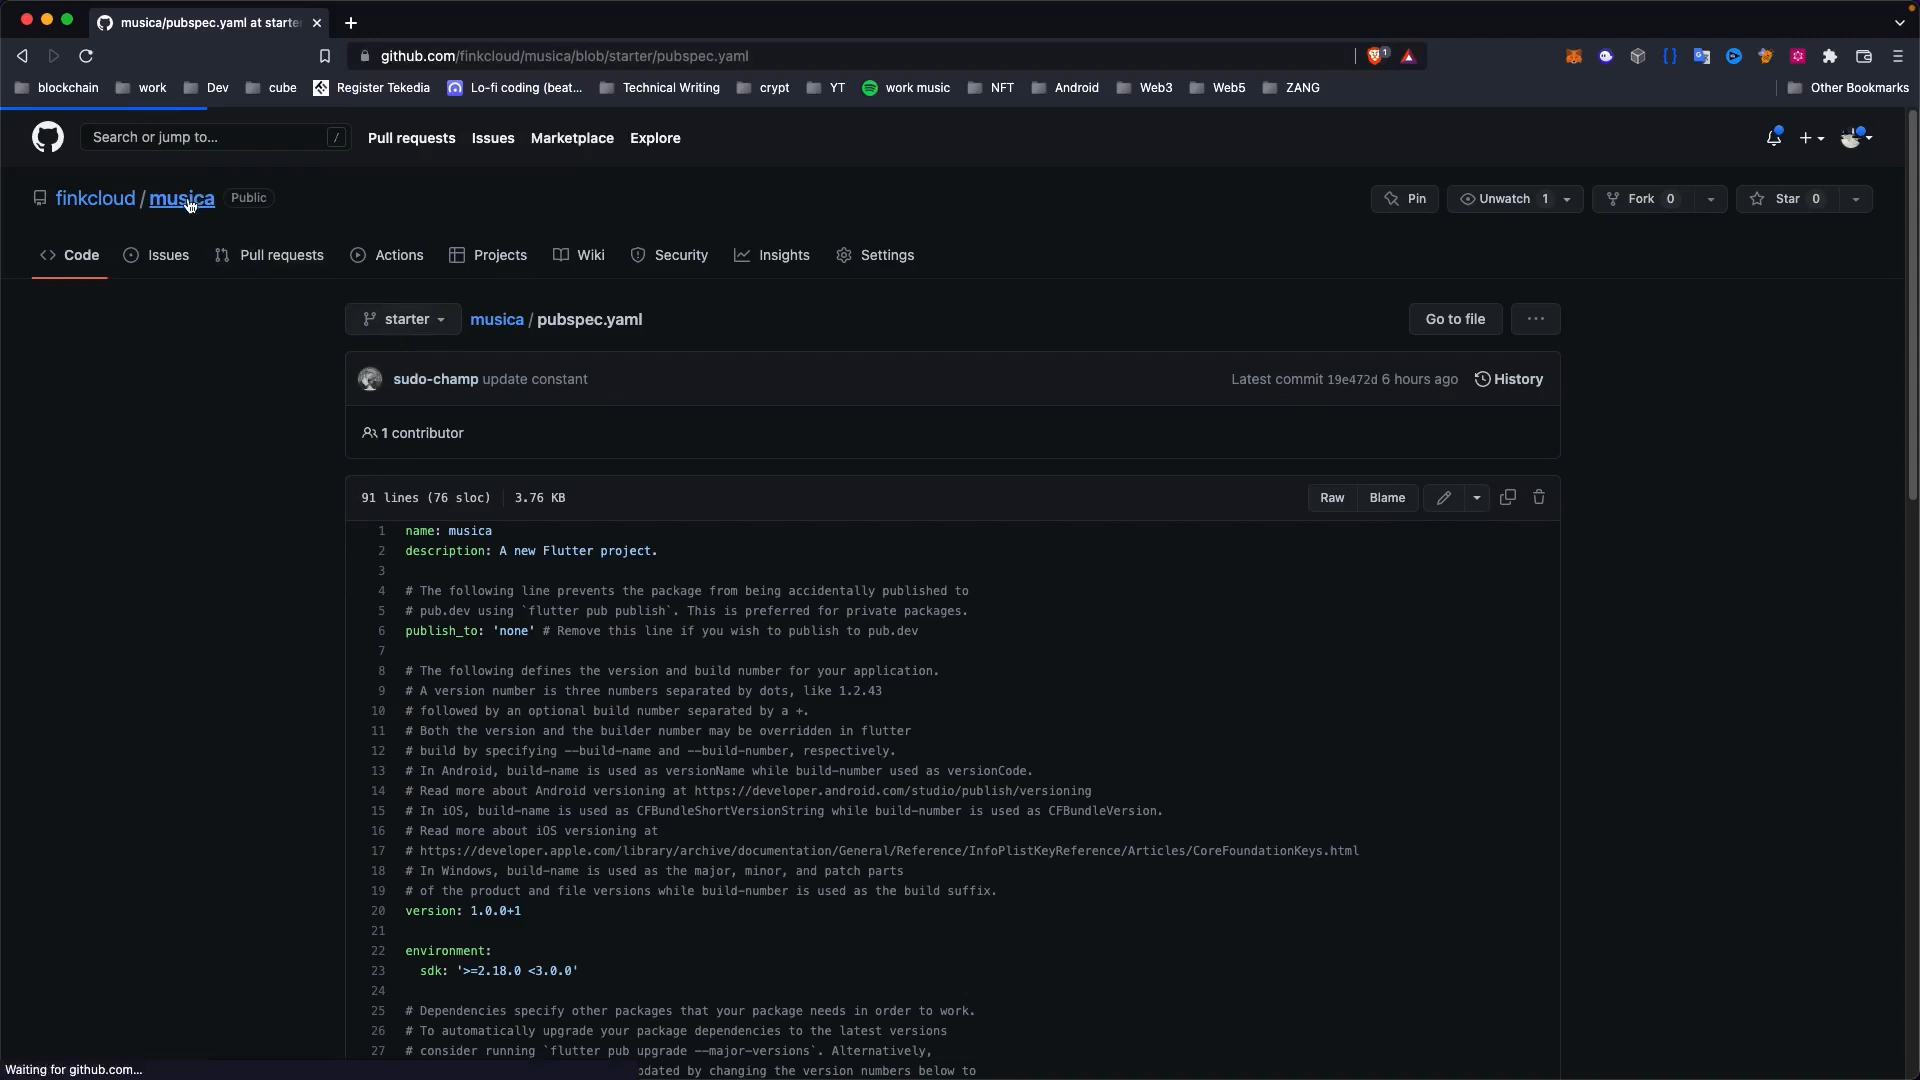 musica/pubspec.yaml at starte
github.com/finkcloud/musica/blob/starter/pubspec.yaml
1
blockchain work Dev cube Register Tekedia Lo-fi coding (beat... Technical Writing crypt YT work music NFT Android Web3 Web5 ZANG Other Bookmarks
Search or jump to... / Pull requests Issues Marketplace Explore
finkcloud / musica Public Pin Unwatch 1 Fork 0 Star 0
Code Issues Pull requests Actions Projects Wiki Security Insights Settings
starter musica / pubspec.yaml Go to file ...
sudo-champ update constant Latest commit 19e472d 6 hours ago History
1 contributor
91 lines (76 sloc) 3.76 KB Raw Blame
1 name: musica
2 description: A new Flutter project.
3
4 # The following line prevents the package from being accidentally published to
5 # pub.dev using `flutter pub publish`. This is preferred for private packages.
6 publish_to: 'none' # Remove this line if you wish to publish to pub.dev
7
8 # The following defines the version and build number for your application.
9 # A version number is three numbers separated by dots, like 1.2.43
10 # followed by an optional build number separated by a +.
11 # Both the version and the builder number may be overridden in flutter
12 # build by specifying --build-name and --build-number, respectively.
13 # In Android, build-name is used as versionName while build-number used as versionCode.
14 # Read more about Android versioning at https://developer.android.com/studio/publish/versioning
15 # In iOS, build-name is used as CFBundleShortVersionString while build-number is used as CFBundleVersion.
16 # Read more about iOS versioning at
17 # https://developer.apple.com/library/archive/documentation/General/Reference/InfoPlistKeyReference/Articles/CoreFoundationKeys.html
18 # In Windows, build-name is used as the major, minor, and patch parts
19 # of the product and file versions while build-number is used as the build suffix.
20 version: 1.0.0+1
21
22 environment:
23 sdk: '>=2.18.0 <3.0.0'
24
25 # Dependencies specify other packages that your package needs in order to work.
26 # To automatically upgrade your package dependencies to the latest versions
27 # consider running `flutter pub upgrade --major-versions`. Alternatively,
pdated by changing the version numbers below to
Waiting for github.com...